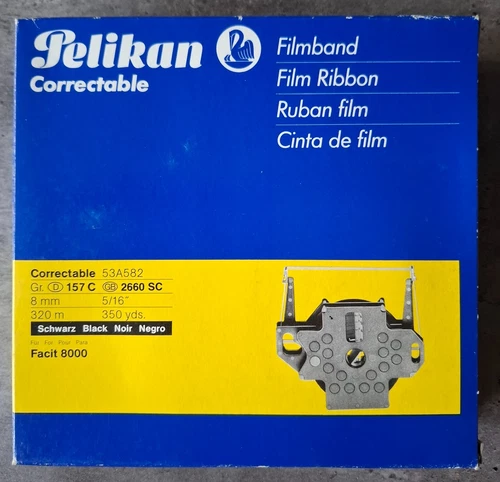 Pelikan
Correctable
Filmband
Film Ribbon
Ruban film
Cinta de film
Correctable 53A582
Gr. D 157 C GB 2660 SC
8 mm 5/16"
320 m 350 yds.
Schwarz Black Noir Negro
Für For Pour Para
Facit 8000